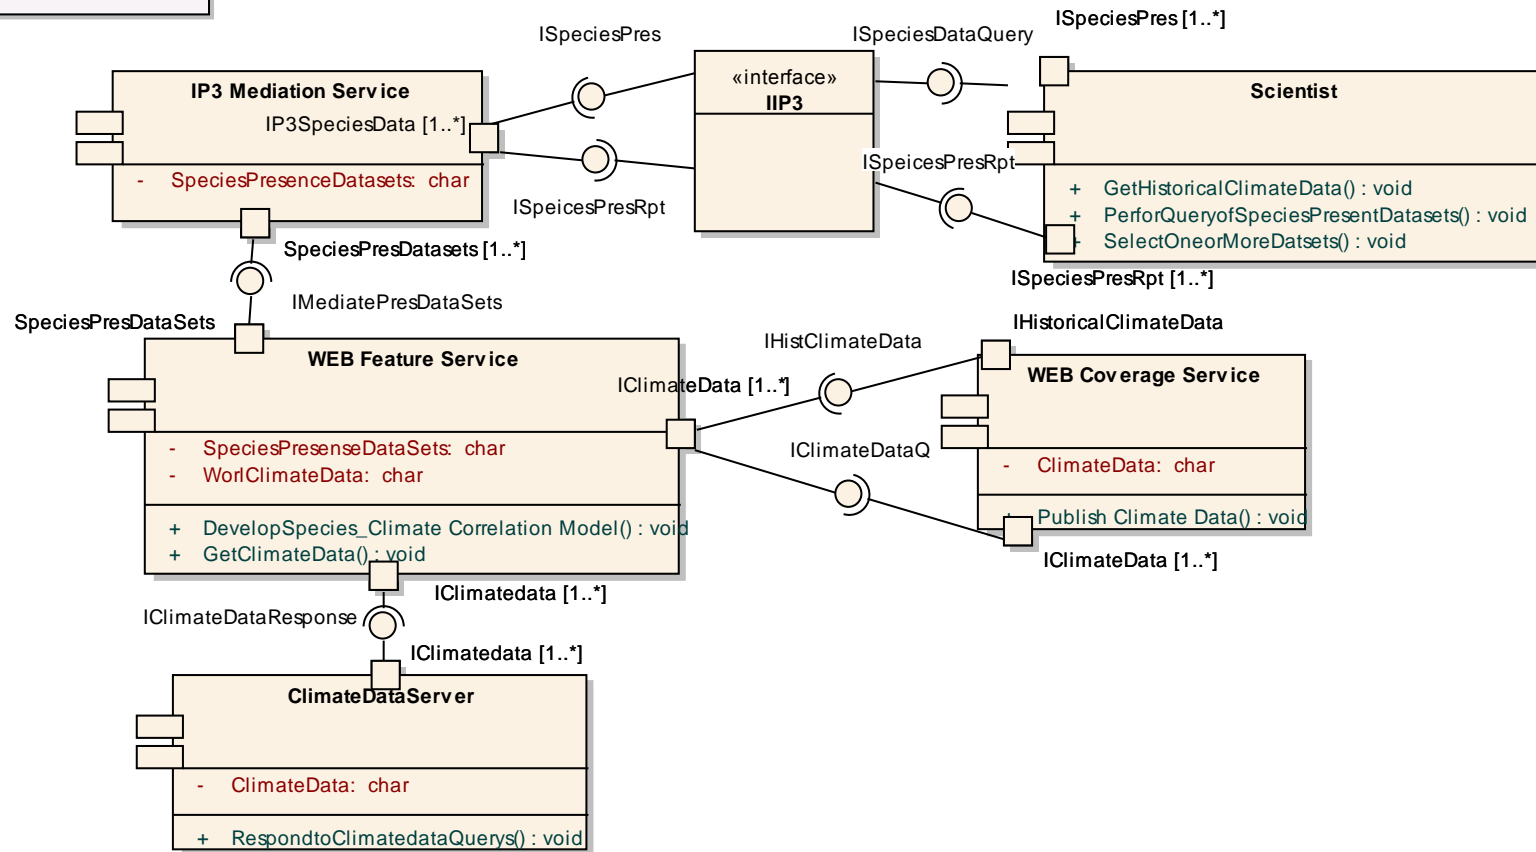 ISpeciesPres [1..*]
ISpeciesPres
ISpeciesDataQuery
IP3 Mediation Service
IP3SpeciesData [1..*]
- SpeciesPresenceDatasets: char
«interface»
IIP3
Scientist
ISpeicesPresRpt
+ GetHistoricalClimateData() : void
+ PerforQueryofSpeciesPresentDatasets() : void
+ SelectOneorMoreDatsets() : void
ISpeicesPresRpt
SpeciesPresDatasets [1..*]
ISpeciesPresRpt [1..*]
IMediatePresDataSets
SpeciesPresDataSets
IHistoricalClimateData
IHistClimateData
WEB Feature Service
IClimateData [1..*]
WEB Coverage Service
- SpeciesPresenseDataSets: char
- WorlClimateData: char
IClimateDataQ
- ClimateData: char
+ DevelopSpecies_Climate Correlation Model() : void
+ GetClimateData() : void
+ Publish Climate Data() : void
IClimateData [1..*]
IClimatedata [1..*]
IClimateDataResponse
IClimatedata [1..*]
ClimateDataServer
- ClimateData: char
+ RespondtoClimatedataQuerys() : void